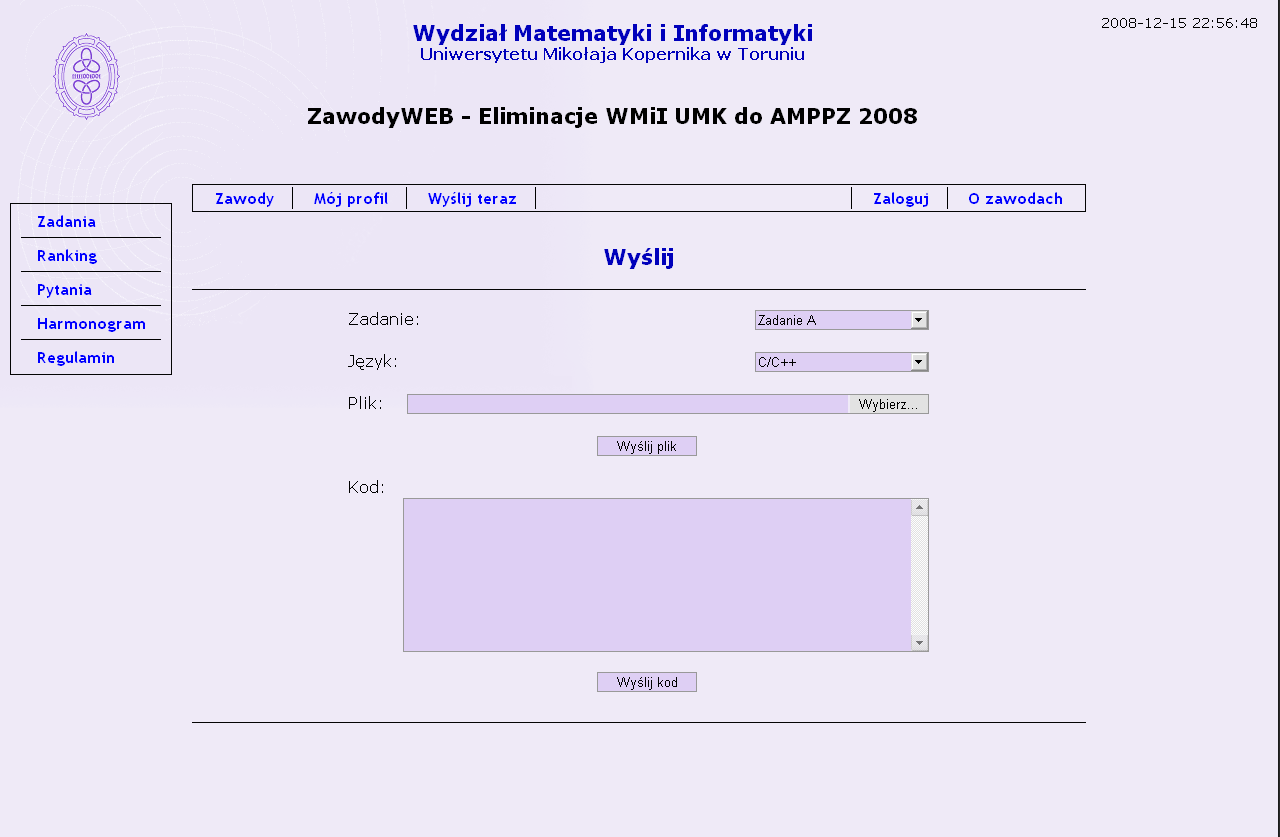 2008-12-15 22:56:48
Wydział Matematyki i Informatyki
Uniwersytetu Mikołaja Kopernika w Toruniu
ZawodyWEB - Eliminacje WMiI UMK do AMPPZ 2008
Zawody Mój profil Wyślij teraz Zaloguj O zawodach
Zadania
Ranking
Pytania
Harmonogram
Regulamin
Wyślij
Zadanie: Zadanie A
Język: C/C++
Plik: Wybierz...
Wyślij plik
Kod:
Wyślij kod